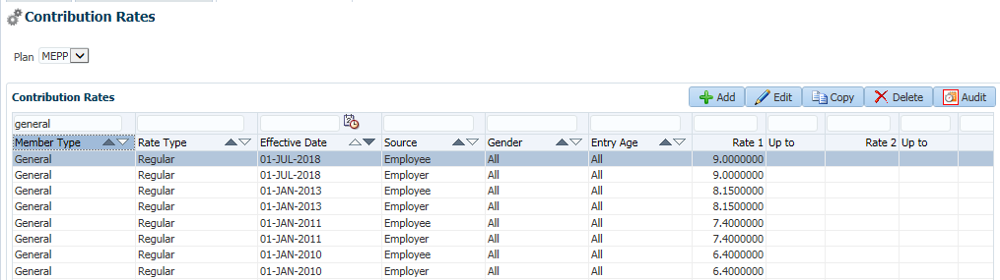 Contribution Rates
Plan MEPP
Contribution Rates Add Edit Copy Delete Audit
general
Member Type Rate Type Effective Date Source Gender Entry Age Rate 1 Up to Rate 2 Up to
General Regular 01-JUL-2018 Employee All All 9.0000000
General Regular 01-JUL-2018 Employer All All 9.0000000
General Regular 01-JAN-2013 Employee All All 8.1500000
General Regular 01-JAN-2013 Employer All All 8.1500000
General Regular 01-JAN-2011 Employee All All 7.4000000
General Regular 01-JAN-2011 Employer All All 7.4000000
General Regular 01-JAN-2010 Employee All All 6.4000000
General Regular 01-JAN-2010 Employer All All 6.4000000